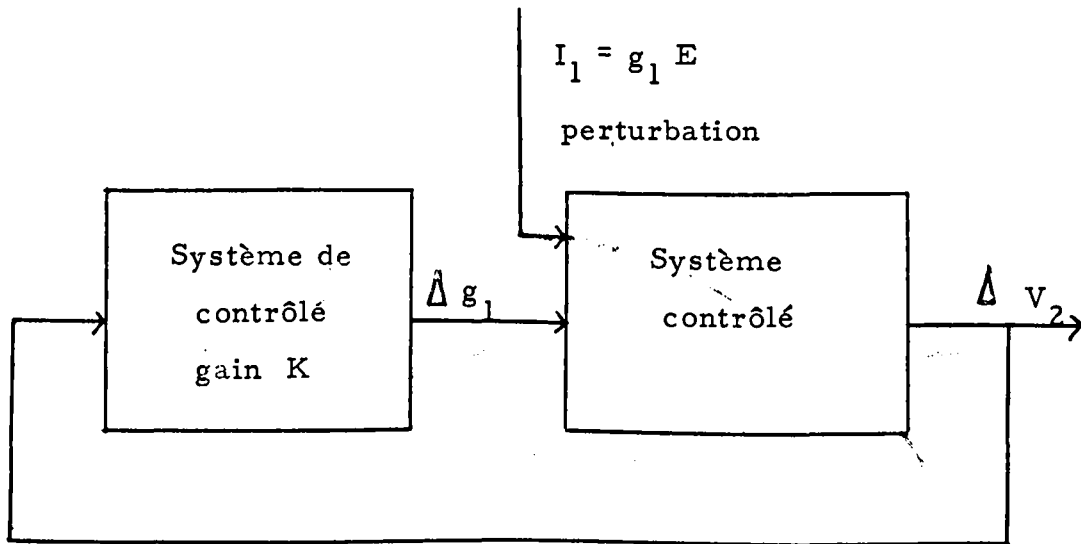 I₁ = g₁ E
perturbation
Système de
contrôlé
gain K
Δ g₁
Système
contrôlé
Δ V₂